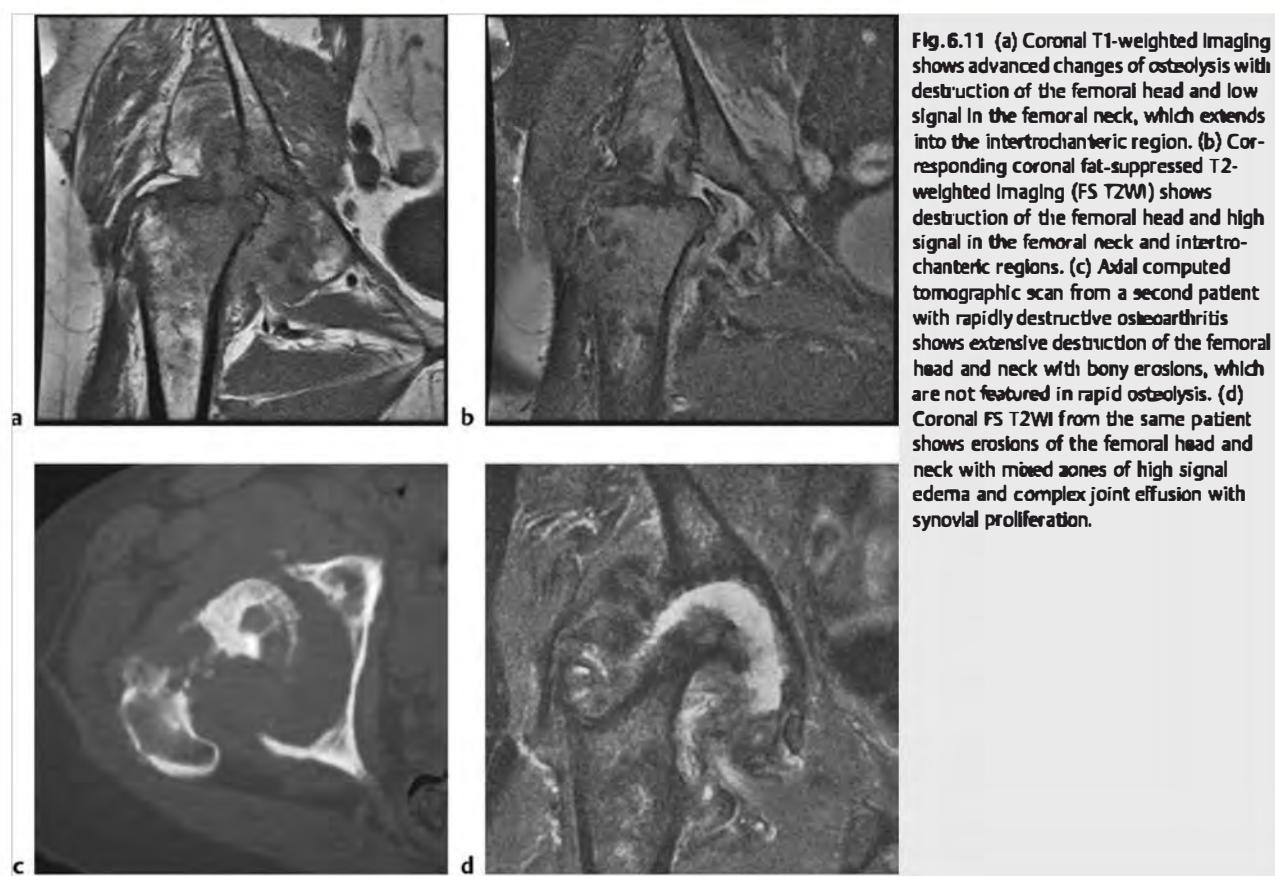 Fig.6.11 (a) Coronal T1-weighted imaging
shows advanced changes of osteolysis with
destruction of the femoral head and low
signal in the femoral neck, which extends
into the intertrochanteric region. (b) Cor-
responding coronal fat-suppressed T2-
weighted imaging (FS T2WI) shows
destruction of the femoral head and high
signal in the femoral neck and intertro-
chanteric regions. (c) Axial computed
tomographic scan from a second patient
with rapidly destructive osteoarthritis
shows extensive destruction of the femoral
head and neck with bony erosions, which
are not featured in rapid osteolysis. (d)
Coronal FS T2WI from the same patient
shows erosions of the femoral head and
neck with mixed zones of high signal
edema and complex joint effusion with
synovial proliferation.
a
b
c
d